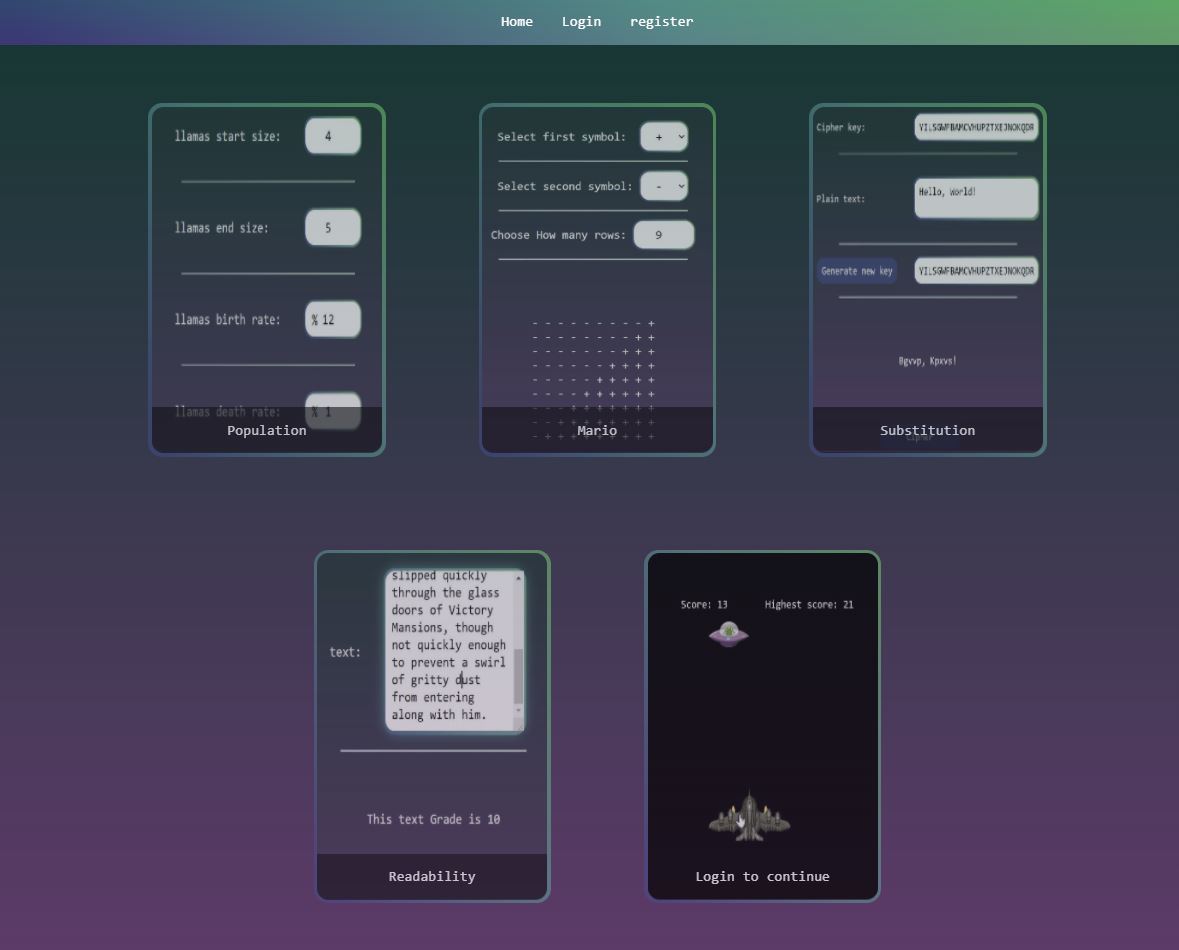 Home Login register
llamas start size: 4
llamas end size: 5
llamas birth rate: % 12
llamas death rate: % 1
Population
Select first symbol: +
Select second symbol: -
Choose How many rows: 9
- - - - - - - - - +
- - - - - - - - + +
- - - - - - - + + +
- - - - - - + + + +
- - - - - + + + + +
- - - - + + + + + +
- - - + + + + + + +
- - + + + + + + + +
- + + + + + + + + +
Mario
Cipher key: YILSGWFBAMCVHUPZTXEJNOKQDR
Plain text: Hello, World!
Generate new key YILSGWFBAMCVHUPZTXEJNOKQDR
Bgvvp, Kpxvs!
Substitution
Cipher
slipped quickly
through the glass
doors of Victory
Mansions, though
not quickly enough
text:
to prevent a swirl
of gritty dust
from entering
along with him.
This text Grade is 10
Readability
Score: 13 Highest score: 21
Login to continue